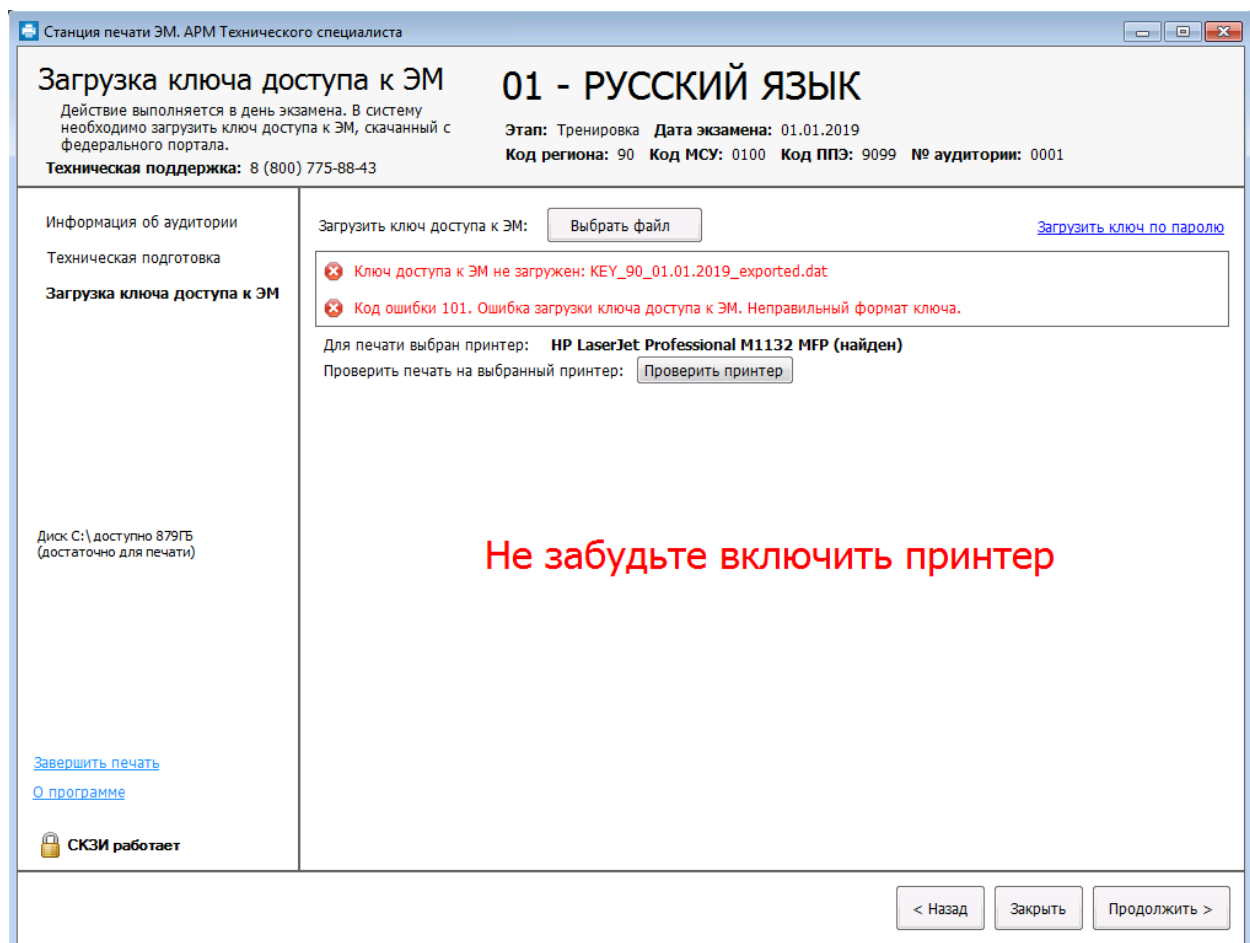 Станция печати ЭМ. АРМ Технического специалиста
Загрузка ключа доступа к ЭМ
Действие выполняется в день экзамена. В систему
необходимо загрузить ключ доступа к ЭМ, скачанный с
федерального портала.
Техническая поддержка: 8 (800) 775-88-43
01 - РУССКИЙ ЯЗЫК
Этап: Тренировка Дата экзамена: 01.01.2019
Код региона: 90 Код МСУ: 0100 Код ППЭ: 9099 № аудитории: 0001
Информация об аудитории
Техническая подготовка
Загрузка ключа доступа к ЭМ
Диск C:\ доступно 879ГБ
(достаточно для печати)
Завершить печать
О программе
СКЗИ работает
Загрузить ключ доступа к ЭМ: Выбрать файл Загрузить ключ по паролю
Ключ доступа к ЭМ не загружен: KEY_90_01.01.2019_exported.dat
Код ошибки 101. Ошибка загрузки ключа доступа к ЭМ. Неправильный формат ключа.
Для печати выбран принтер: HP LaserJet Professional M1132 MFP (найден)
Проверить печать на выбранный принтер: Проверить принтер
Не забудьте включить принтер
< Назад Закрыть Продолжить >